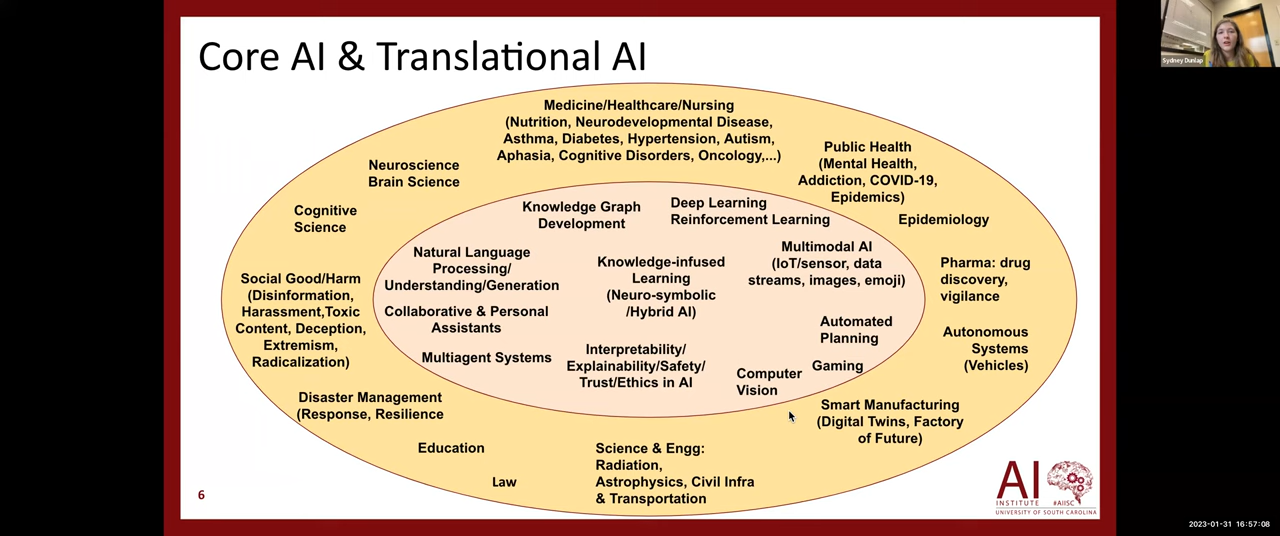 Core AI & Translational AI
Sydney Dunlap
Medicine/Healthcare/Nursing
(Nutrition, Neurodevelopmental Disease,
Asthma, Diabetes, Hypertension, Autism,
Aphasia, Cognitive Disorders, Oncology,...)
Neuroscience
Brain Science
Public Health
(Mental Health,
Addiction, COVID-19,
Epidemics)
Cognitive
Science
Epidemiology
Knowledge Graph
Development
Deep Learning
Reinforcement Learning
Natural Language
Processing/
Understanding/Generation
Knowledge-infused
Learning
(Neuro-symbolic
/Hybrid AI)
Multimodal AI
(IoT/sensor, data
streams, images, emoji)
Pharma: drug
discovery,
vigilance
Social Good/Harm
(Disinformation,
Harassment,Toxic
Content, Deception,
Extremism,
Radicalization)
Collaborative & Personal
Assistants
Automated
Planning
Autonomous
Systems
(Vehicles)
Multiagent Systems
Interpretability/
Explainability/Safety/
Trust/Ethics in AI
Computer
Vision
Gaming
Disaster Management
(Response, Resilience
Smart Manufacturing
(Digital Twins, Factory
of Future)
Education
Law
Science & Engg:
Radiation,
Astrophysics, Civil Infra
& Transportation
6
AI
INSTITUTE
#AIISC
UNIVERSITY OF SOUTH CAROLINA
2023-01-31 16:57:08